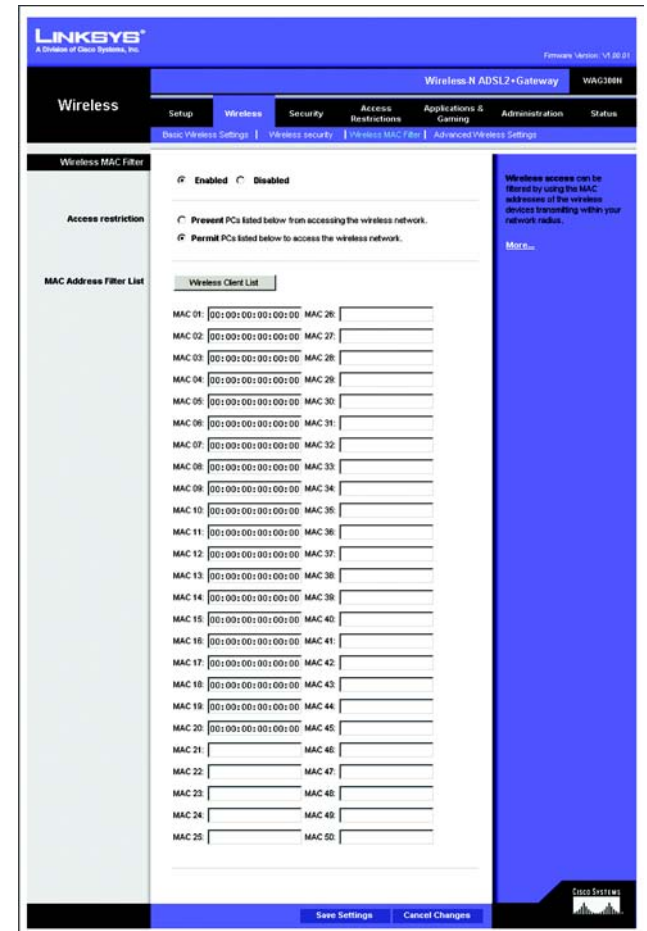 LINKSYS®
A Division of Cisco Systems, Inc.
Firmware Version: V1.00.01
Wireless-N ADSL2+Gateway WAG300N
Wireless
Setup Wireless Security Access Restrictions Applications & Gaming Administration Status
Basic Wireless Settings | Wireless security | Wireless MAC Filter | Advanced Wireless Settings
Wireless MAC Filter
Enabled Disabled
Access restriction
Prevent PCs listed below from accessing the wireless network.
Permit PCs listed below to access the wireless network.
MAC Address Filter List
Wireless Client List
MAC 01: 00:00:00:00:00:00 MAC 26:
MAC 02: 00:00:00:00:00:00 MAC 27:
MAC 03: 00:00:00:00:00:00 MAC 28:
MAC 04: 00:00:00:00:00:00 MAC 29:
MAC 05: 00:00:00:00:00:00 MAC 30:
MAC 06: 00:00:00:00:00:00 MAC 31:
MAC 07: 00:00:00:00:00:00 MAC 32:
MAC 08: 00:00:00:00:00:00 MAC 33:
MAC 09: 00:00:00:00:00:00 MAC 34:
MAC 10: 00:00:00:00:00:00 MAC 35:
MAC 11: 00:00:00:00:00:00 MAC 36:
MAC 12: 00:00:00:00:00:00 MAC 37:
MAC 13: 00:00:00:00:00:00 MAC 38:
MAC 14: 00:00:00:00:00:00 MAC 39:
MAC 15: 00:00:00:00:00:00 MAC 40:
MAC 16: 00:00:00:00:00:00 MAC 41:
MAC 17: 00:00:00:00:00:00 MAC 42:
MAC 18: 00:00:00:00:00:00 MAC 43:
MAC 19: 00:00:00:00:00:00 MAC 44:
MAC 20: 00:00:00:00:00:00 MAC 45:
MAC 21: MAC 46:
MAC 22: MAC 47:
MAC 23: MAC 48:
MAC 24: MAC 49:
MAC 25: MAC 50:
Wireless access can be
filtered by using the MAC
addresses of the wireless
devices transmitting within your
network radius.
More...
Save Settings Cancel Changes
CISCO SYSTEMS